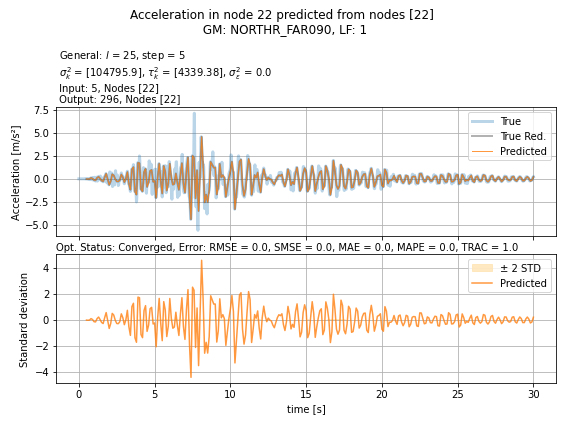 Acceleration in node 22 predicted from nodes [22]
GM: NORTHR_FAR090, LF: 1
General: l = 25, step = 5
σ²ₖ = [104795.9], τ²ₖ = [4339.38], σ²ε = 0.0
Input: 5, Nodes [22]
Output: 296, Nodes [22]
Acceleration [m/s²]
7.5
5.0
2.5
0.0
−2.5
−5.0
True
True Red.
Predicted
Opt. Status: Converged, Error: RMSE = 0.0, SMSE = 0.0, MAE = 0.0, MAPE = 0.0, TRAC = 1.0
Standard deviation
4
2
0
−2
−4
± 2 STD
Predicted
0 5 10 15 20 25 30
time [s]